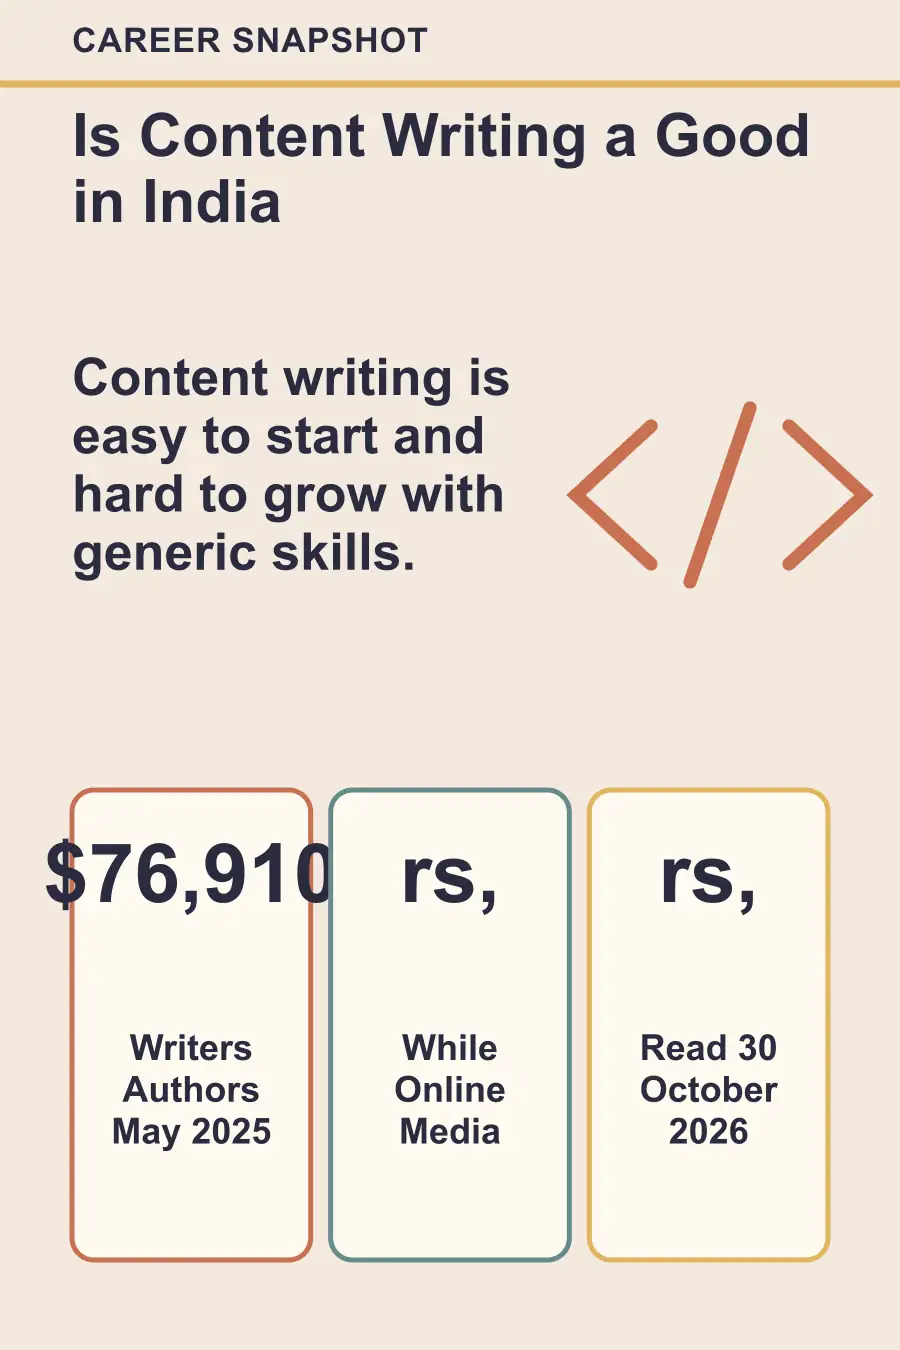 CAREER SNAPSHOT
Is Content Writing a Good
in India
Content writing is
easy to start and
hard to grow with
generic skills.
</>
$76,910
Writers
Authors
May 2025
rs,
While
Online
Media
rs,
Read 30
October
2026